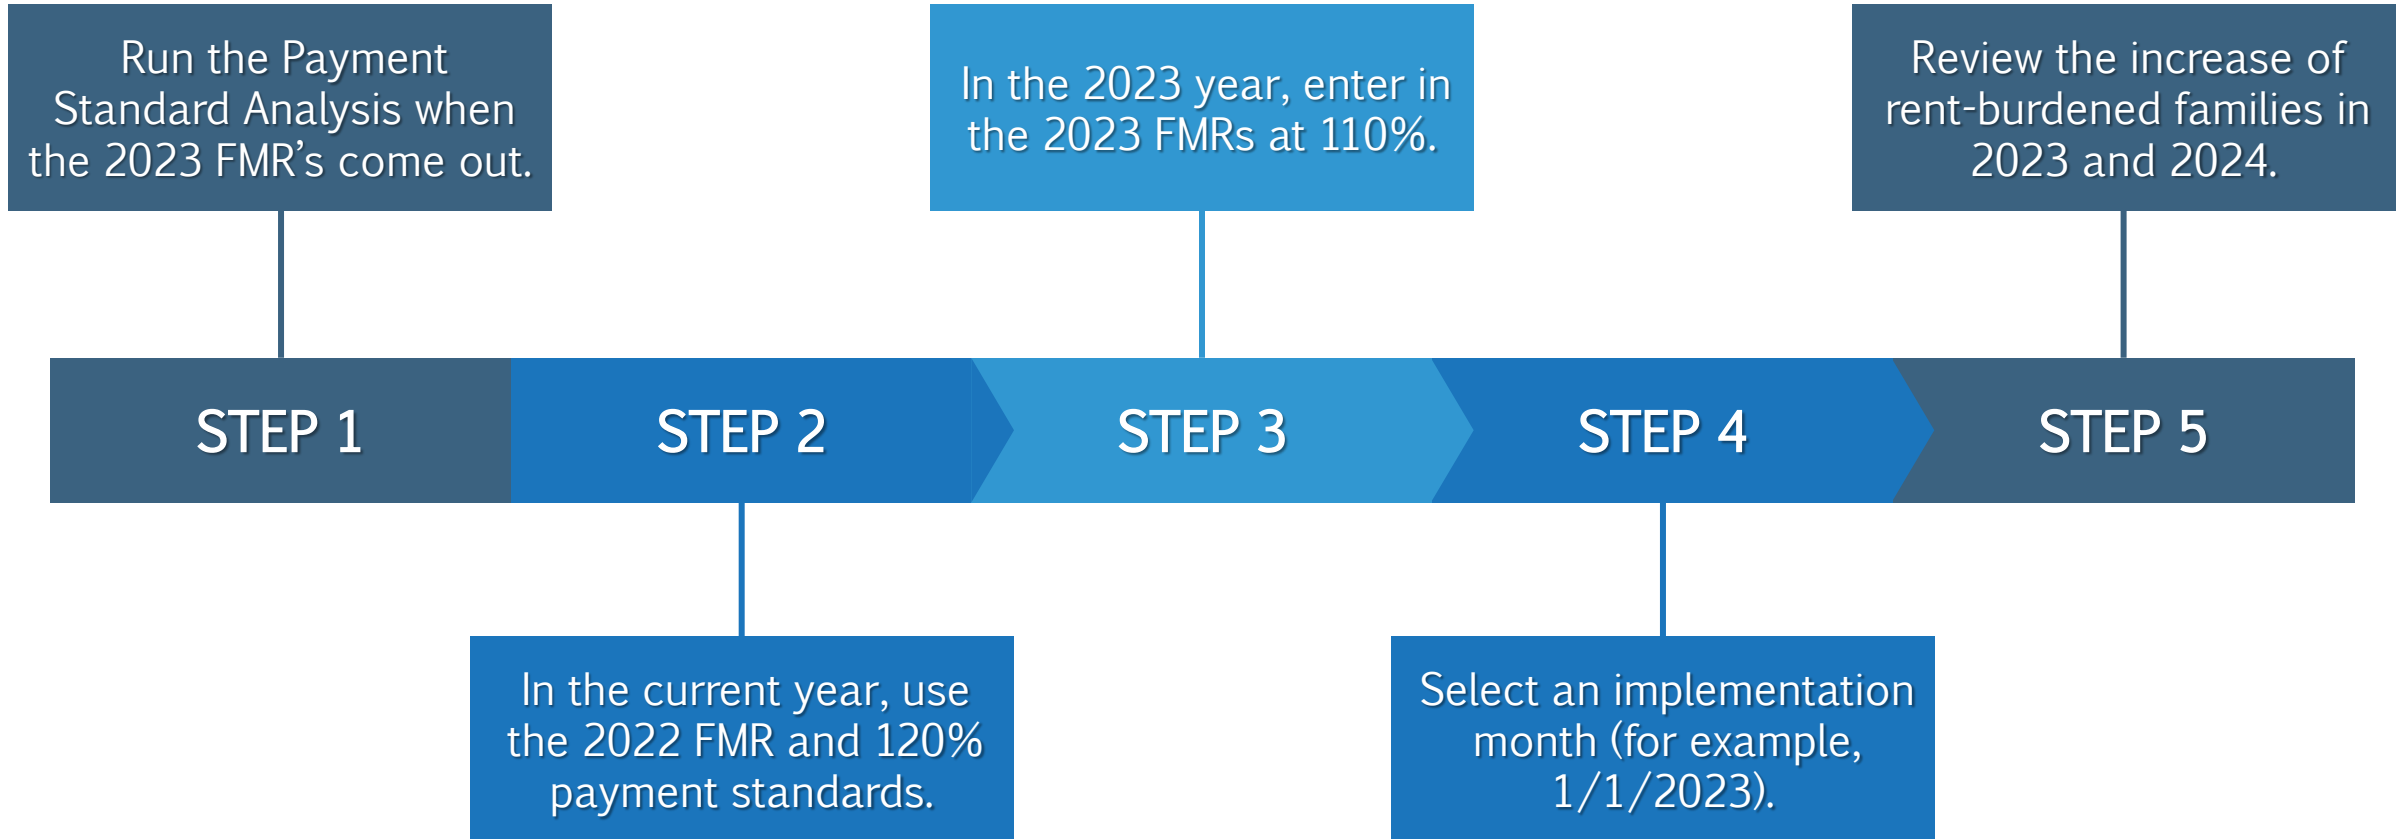 Run the Payment
Standard Analysis when
the 2023 FMR’s come out.
In the 2023 year, enter in
the 2023 FMRs at 110%.
Review the increase of
rent-burdened families in
2023 and 2024.
STEP 1
STEP 2
STEP 3
STEP 4
STEP 5
In the current year, use
the 2022 FMR and 120%
payment standards.
Select an implementation
month (for example,
1/1/2023).